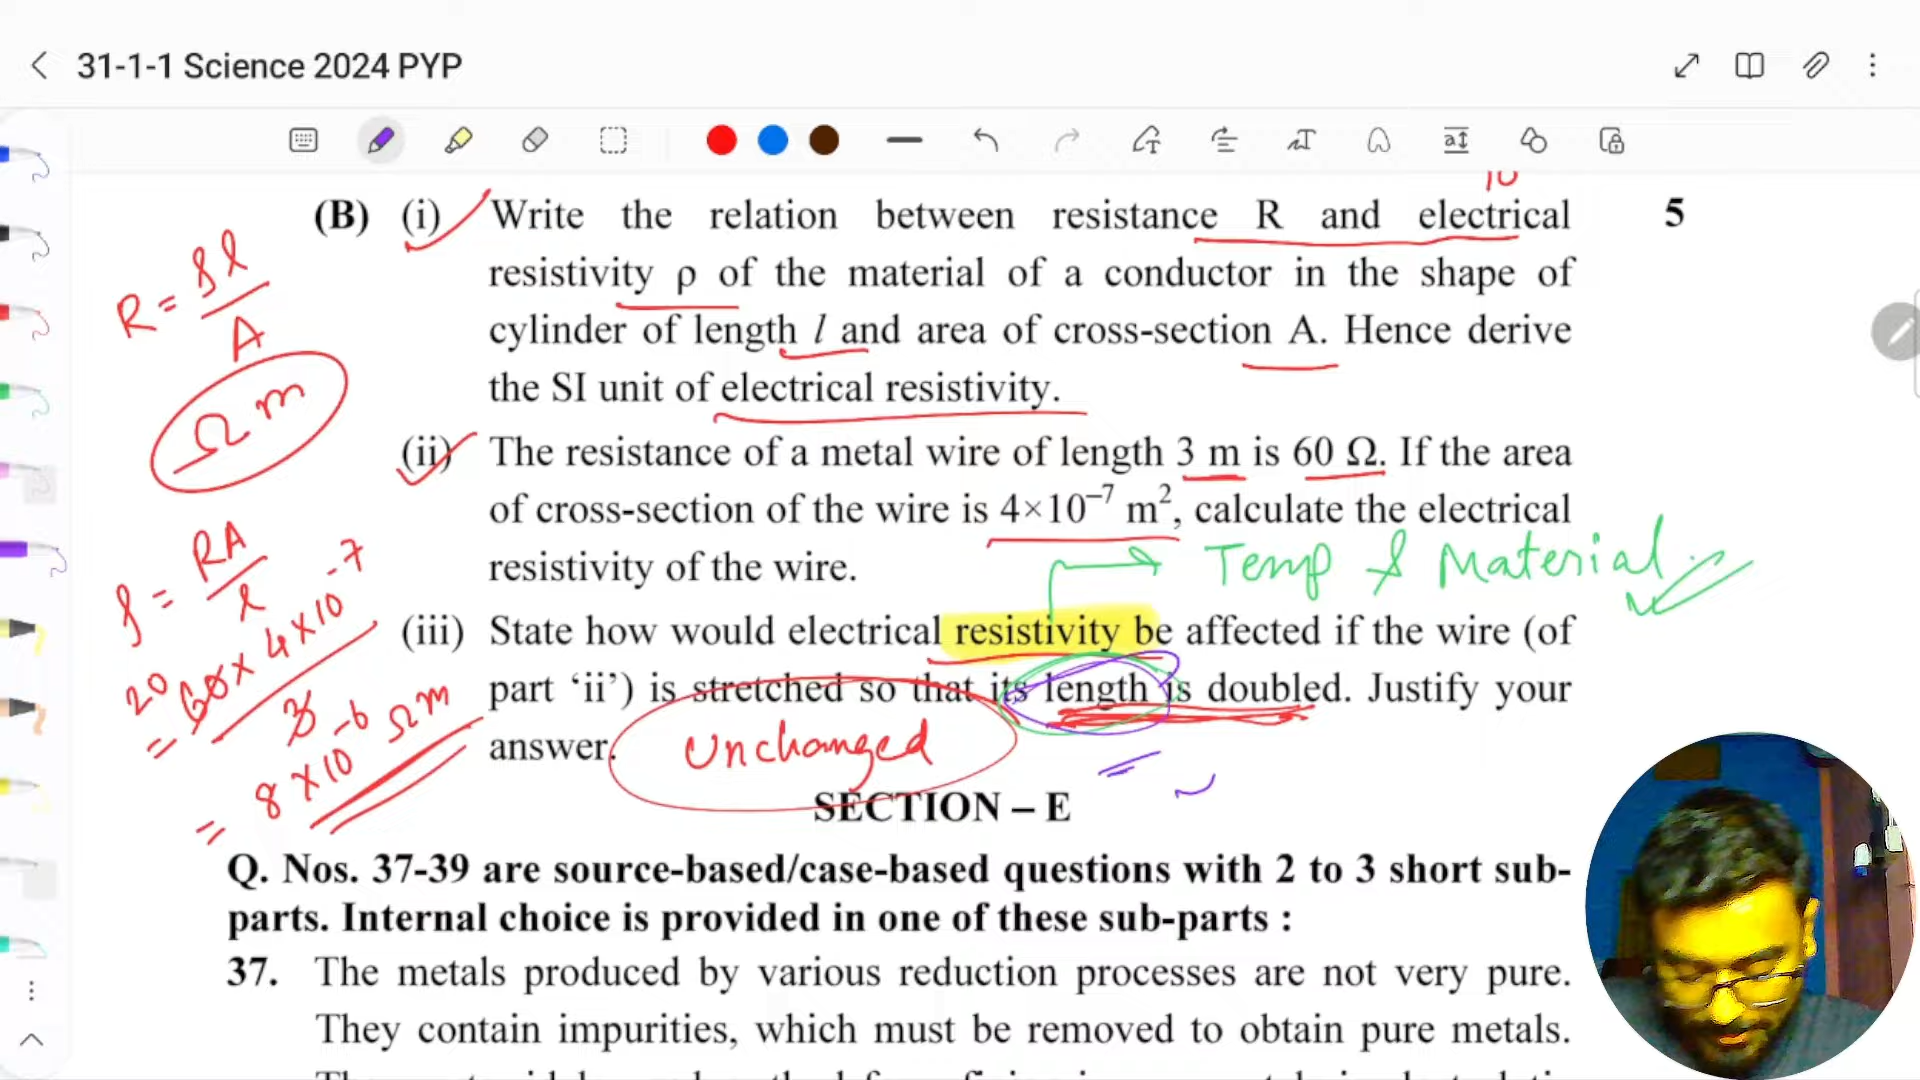 31-1-1 Science 2024 PYP
(B) (i) Write the relation between resistance R and electrical 5
resistivity ρ of the material of a conductor in the shape of
cylinder of length l and area of cross-section A. Hence derive
the SI unit of electrical resistivity.
R = ρl / A
Ω m
(ii) The resistance of a metal wire of length 3 m is 60 Ω. If the area
of cross-section of the wire is 4×10⁻⁷ m², calculate the electrical
resistivity of the wire.
Temp & Material
ρ = RA / l
= 60 × 4 × 10⁻⁷ / 3
20
= 8 × 10⁻⁶ Ω m
(iii) State how would electrical resistivity be affected if the wire (of
part ‘ii’) is stretched so that its length is doubled. Justify your
answer.
Unchanged
SECTION – E
Q. Nos. 37-39 are source-based/case-based questions with 2 to 3 short sub-
parts. Internal choice is provided in one of these sub-parts :
37. The metals produced by various reduction processes are not very pure.
They contain impurities, which must be removed to obtain pure metals.